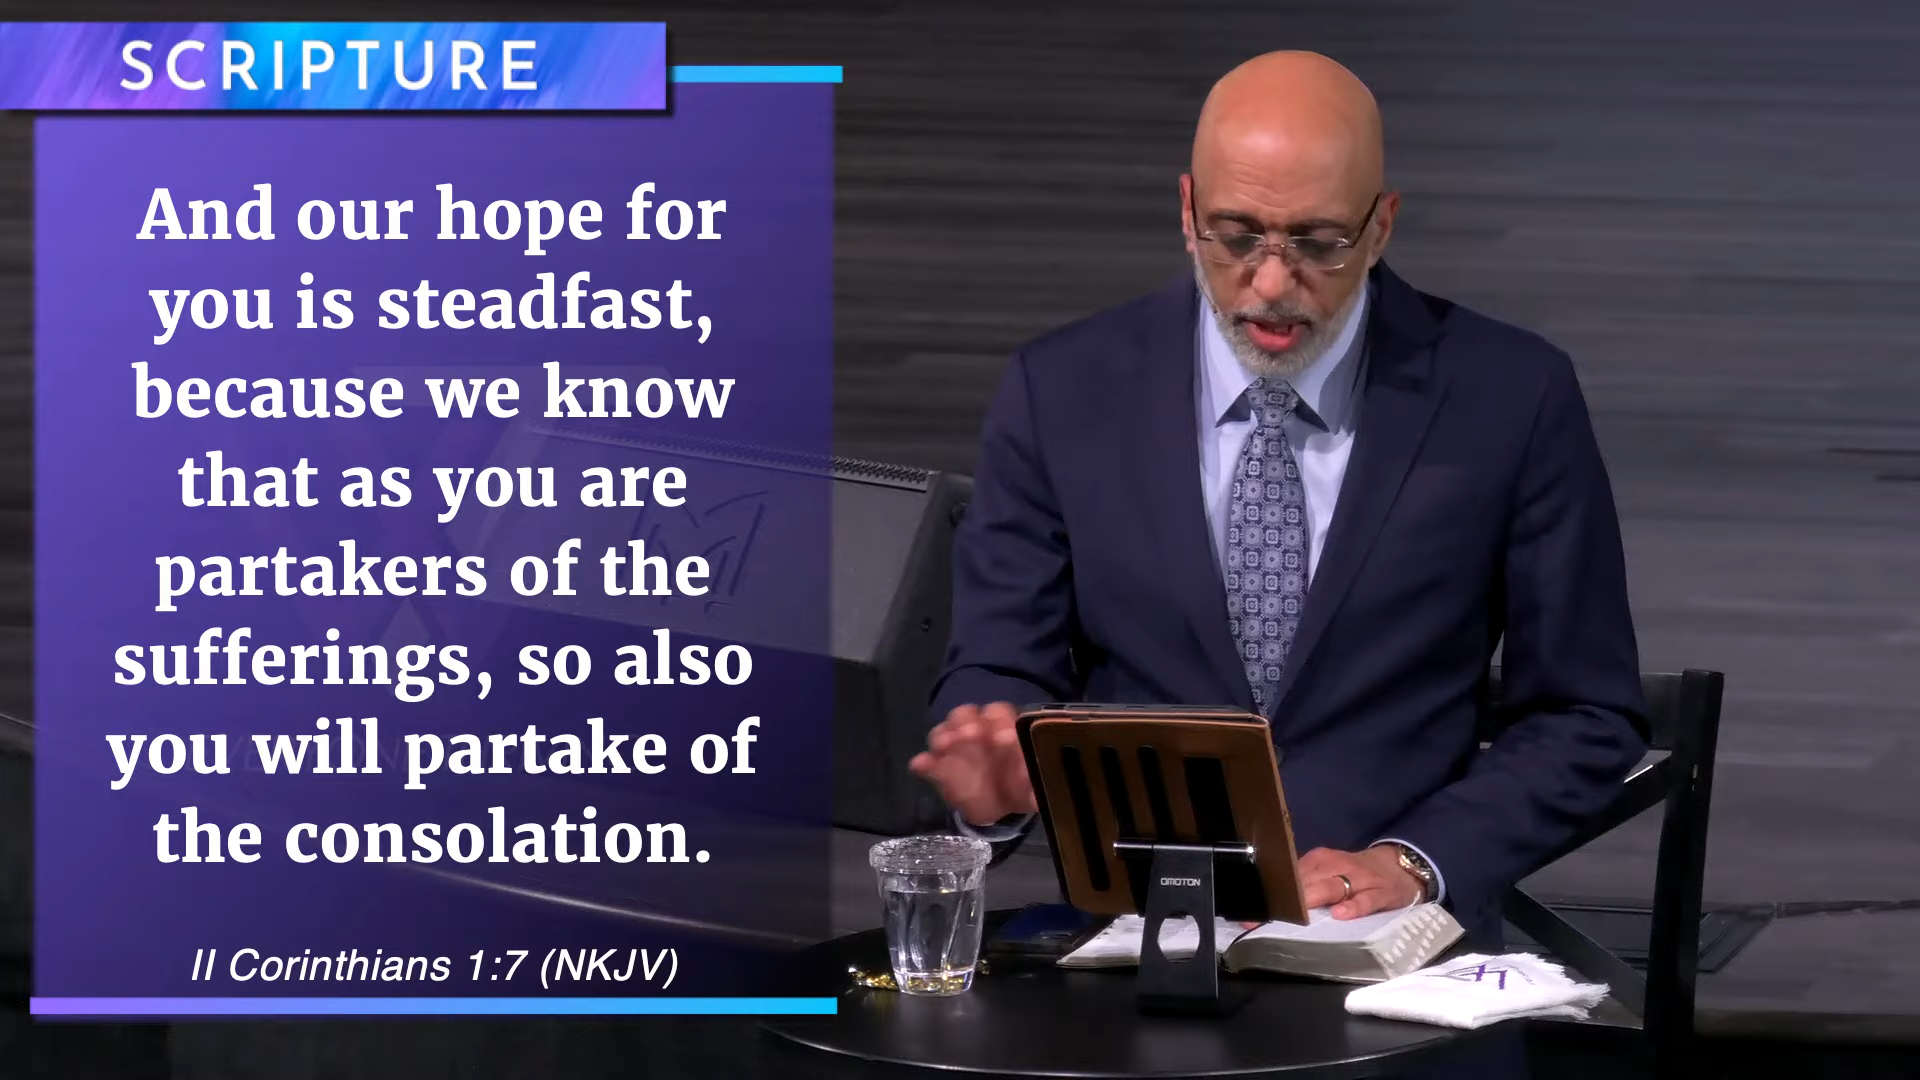 SCRIPTURE
And our hope for
you is steadfast,
because we know
that as you are
partakers of the
sufferings, so also
you will partake of
the consolation.
II Corinthians 1:7 (NKJV)
OMOTON